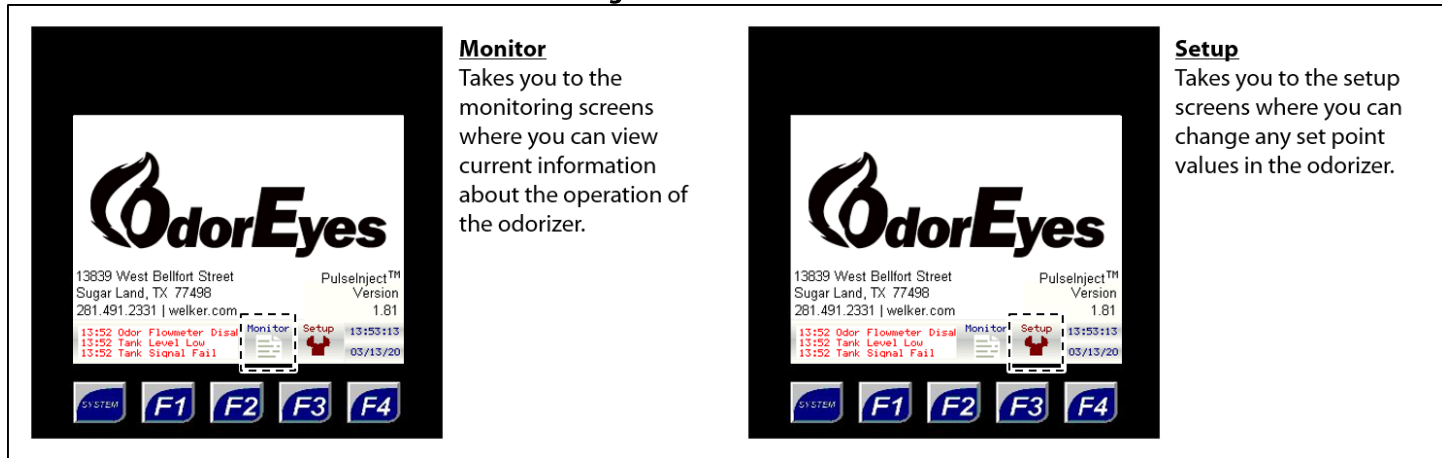 Monitor
Takes you to the
monitoring screens
where you can view
current information
about the operation of
the odorizer.
OdorEyes
13839 West Bellfort Street
Sugar Land, TX 77498
281.491.2331 | welker.com
PulseInject™
Version
1.81
13:52 Odor Flowmeter Disal
13:52 Tank Level Low
13:52 Tank Signal Fail
Monitor
Setup
13:53:13
03/13/20
SYSTEM
F1
F2
F3
F4
Setup
Takes you to the setup
screens where you can
change any set point
values in the odorizer.
OdorEyes
13839 West Bellfort Street
Sugar Land, TX 77498
281.491.2331 | welker.com
PulseInject™
Version
1.81
13:52 Odor Flowmeter Disal
13:52 Tank Level Low
13:52 Tank Signal Fail
Monitor
Setup
13:53:13
03/13/20
SYSTEM
F1
F2
F3
F4